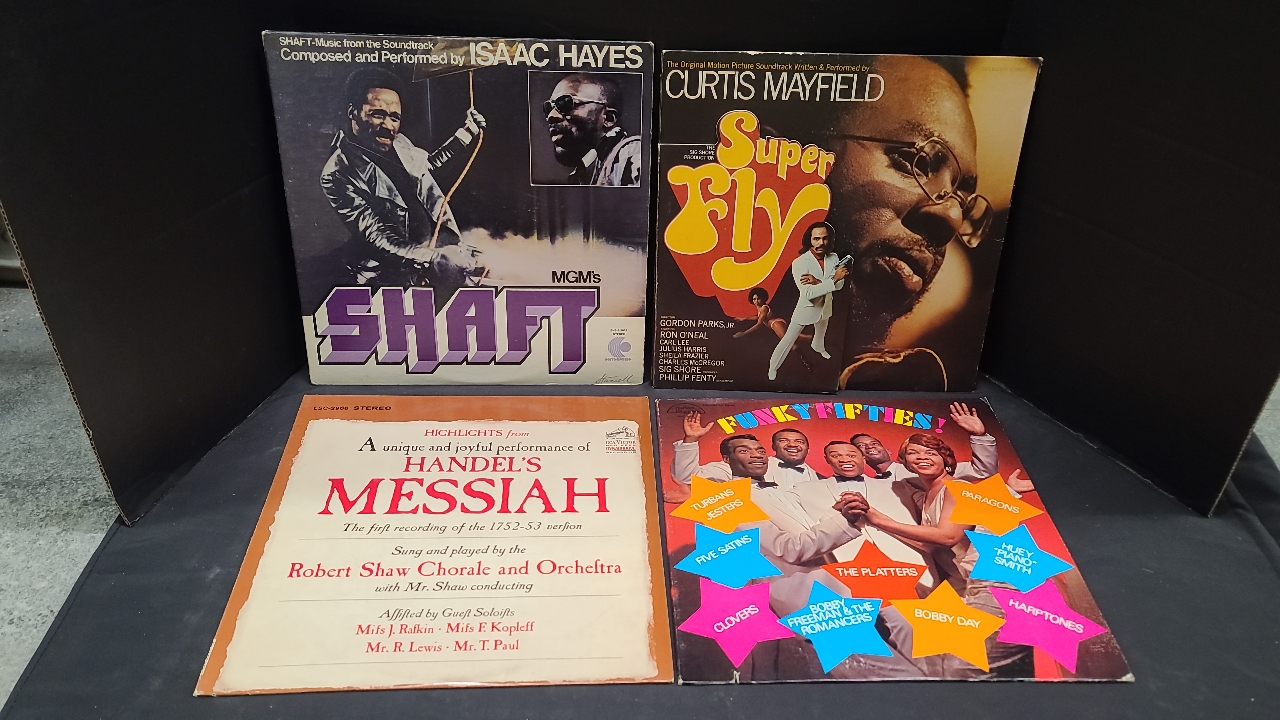 SHAFT-Music from the Soundtrack
Composed and Performed by ISAAC HAYES
MGM's
SHAFT
The Original Motion Picture Soundtrack Written & Performed by
CURTIS MAYFIELD
THE
SIG SHORE
PRODUCTION
Super
Fly
GORDON PARKS, JR
RON O'NEAL
CARL LEE
JULIUS HARRIS
SHEILA FRAZIER
CHARLES McGREGOR
SIG SHORE
PHILLIP FENTY
LSC-2966 STEREO
HIGHLIGHTS from
A unique and joyful performance of
HANDEL'S
MESSIAH
The firſt recording of the 1752-53 verſion
Sung and played by the
Robert Shaw Chorale and Orcheſtra
with Mr. Shaw conducting
Aſſiſted by Gueſt Soloiſts
Miſs J. Raſkin · Miſs F. Kopleff
Mr. R. Lewis · Mr. T. Paul
FUNKY FIFTIES!
TURBANS
JESTERS
PARAGONS
FIVE SATINS
HUEY
"PIANO"
SMITH
THE PLATTERS
CLOVERS
BOBBY
FREEMAN & THE
ROMANCERS
BOBBY DAY
HARPTONES